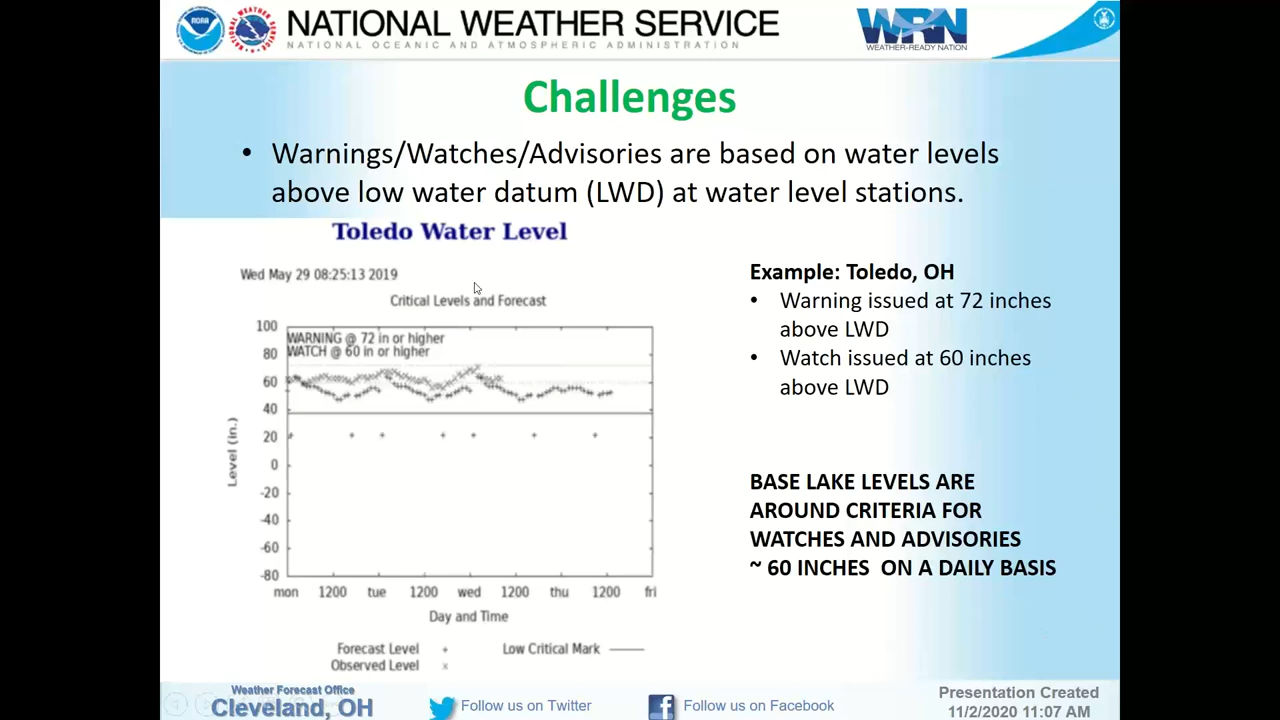 NOAA
NATIONAL WEATHER SERVICE
NATIONAL OCEANIC AND ATMOSPHERIC ADMINISTRATION
WRN
WEATHER-READY NATION
Challenges
• Warnings/Watches/Advisories are based on water levels
above low water datum (LWD) at water level stations.
Toledo Water Level
Wed May 29 08:25:13 2019
Critical Levels and Forecast
WARNING @ 72 in or higher
WATCH @ 60 in or higher
100
80
60
40
20
0
-20
-40
-60
-80
Level (in.)
mon 1200 tue 1200 wed 1200 thu 1200 fri
Day and Time
Forecast Level + Low Critical Mark
Observed Level x
Example: Toledo, OH
• Warning issued at 72 inches
above LWD
• Watch issued at 60 inches
above LWD
BASE LAKE LEVELS ARE
AROUND CRITERIA FOR
WATCHES AND ADVISORIES
~ 60 INCHES ON A DAILY BASIS
Weather Forecast Office
Cleveland, OH
Follow us on Twitter
Follow us on Facebook
Presentation Created
11/2/2020 11:07 AM